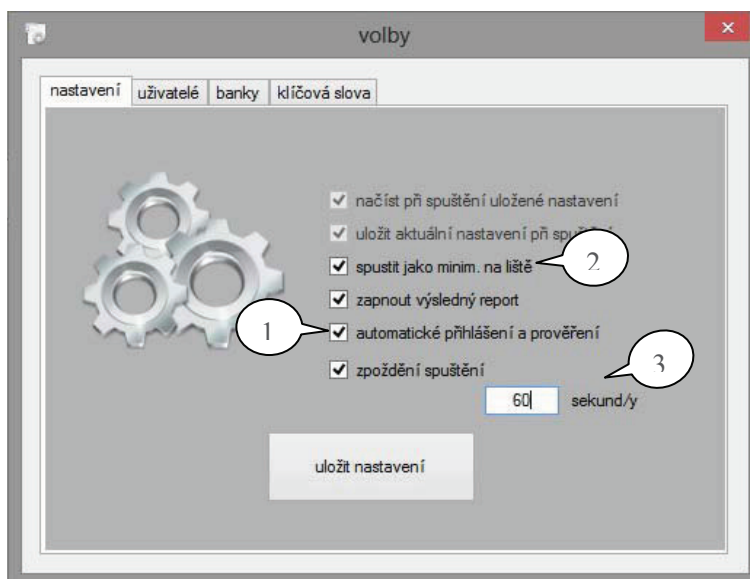 volby
nastavení uživatelé banky klíčová slova
načíst při spuštění uložené nastavení
uložit aktuální nastavení při spuštění
spustit jako minim. na liště
2
zapnout výsledný report
1
automatické přihlášení a prověření
zpoždění spuštění
3
60 sekund/y
uložit nastavení